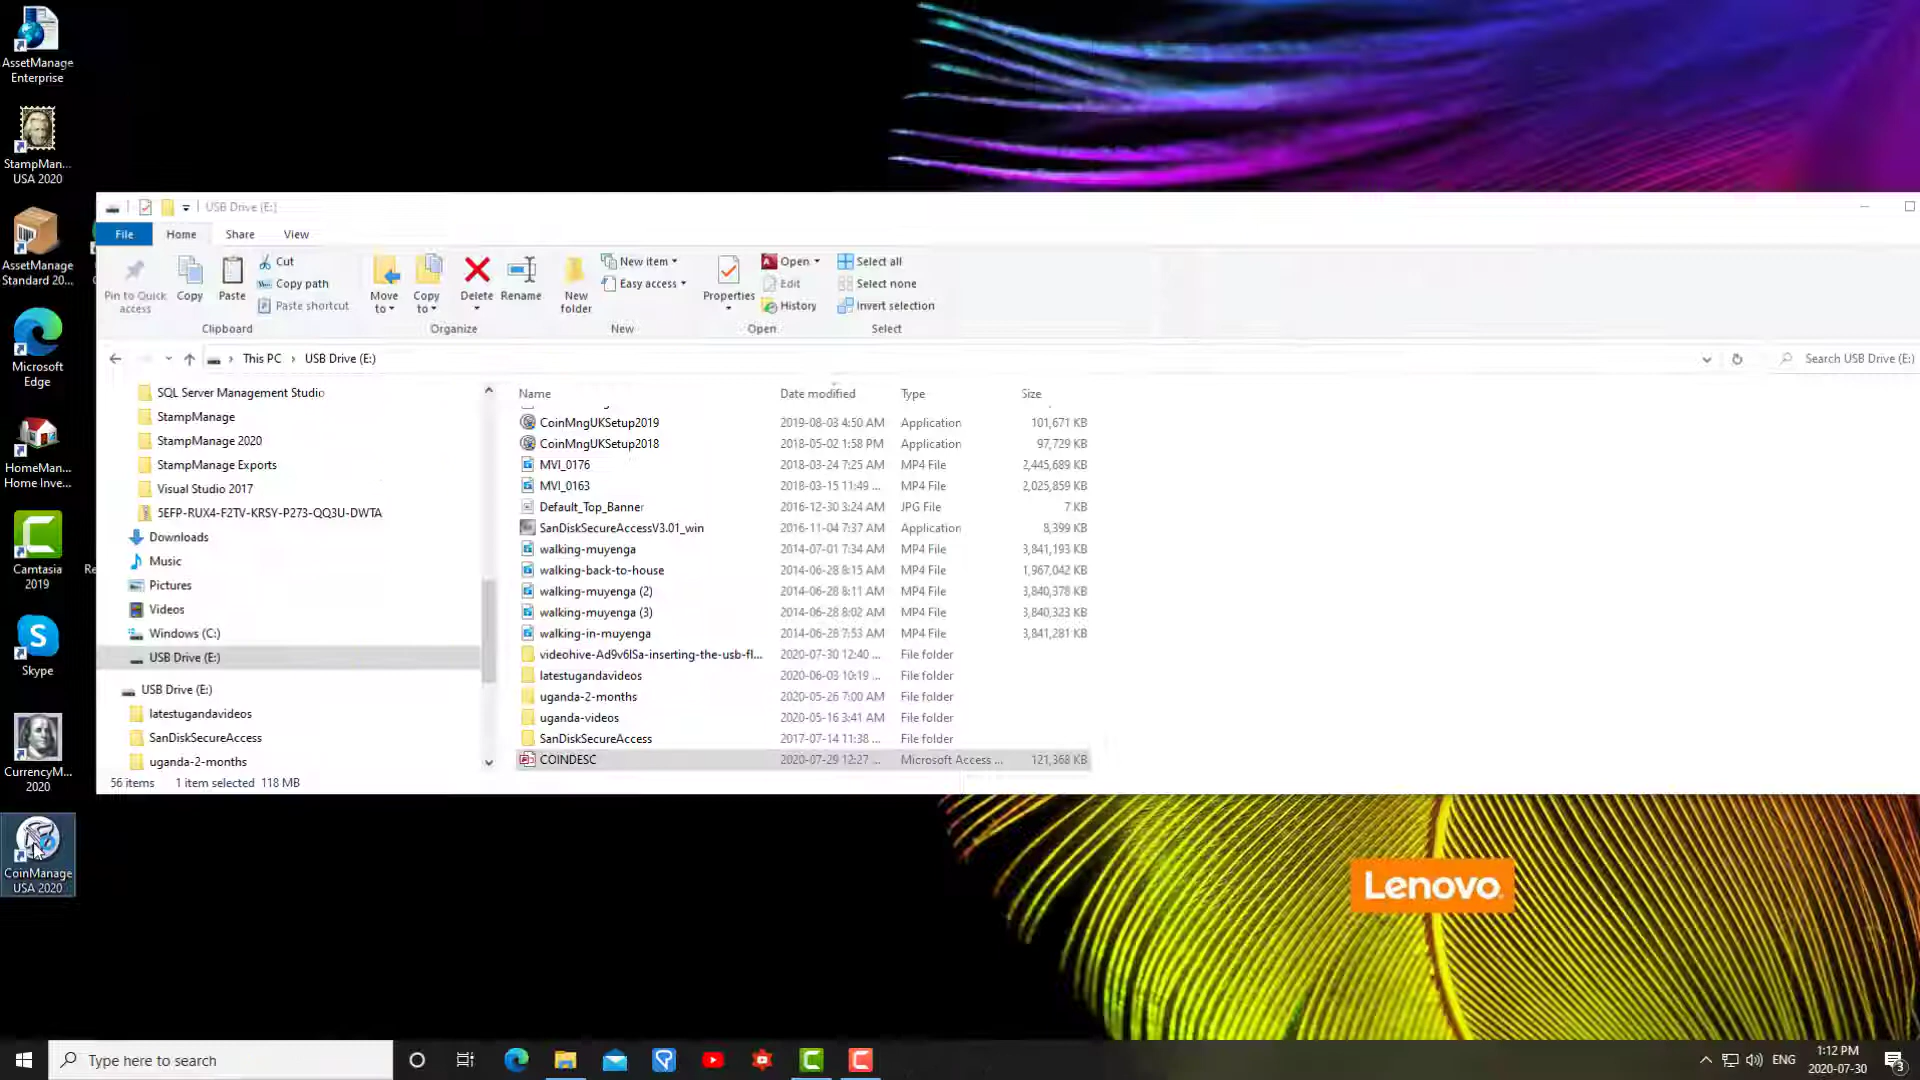 AssetManage
Enterprise
StampMan...
USA 2020
AssetManage
Standard 20...
Microsoft
Edge
HomeMan...
Home Inve...
Camtasia
2019
Re
Skype
CurrencyM...
2020
CoinManage
USA 2020
USB Drive (E:)
File Home Share View
Pin to Quick
access
Copy
Paste
Cut
Copy path
Paste shortcut
Clipboard
Move
to
Copy
to
Delete
Rename
Organize
New
folder
New item
Easy access
New
Properties
Open
Edit
History
Open
Select all
Select none
Invert selection
Select
This PC › USB Drive (E:)
Search USB Drive (E:)
SQL Server Management Studio
StampManage
StampManage 2020
StampManage Exports
Visual Studio 2017
5EFP-RUX4-F2TV-KRSY-P273-QQ3U-DWTA
Downloads
Music
Pictures
Videos
Windows (C:)
USB Drive (E:)
USB Drive (E:)
latestugandavideos
SanDiskSecureAccess
uganda-2-months
Name Date modified Type Size
CoinMngUKSetup2019 2019-08-03 4:50 AM Application 101,671 KB
CoinMngUKSetup2018 2018-05-02 1:58 PM Application 97,729 KB
MVI_0176 2018-03-24 7:25 AM MP4 File 2,445,689 KB
MVI_0163 2018-03-15 11:49 ... MP4 File 2,025,859 KB
Default_Top_Banner 2016-12-30 3:24 AM JPG File 7 KB
SanDiskSecureAccessV3.01_win 2016-11-04 7:37 AM Application 8,399 KB
walking-muyenga 2014-07-01 7:34 AM MP4 File 3,841,193 KB
walking-back-to-house 2014-06-28 8:15 AM MP4 File 1,967,042 KB
walking-muyenga (2) 2014-06-28 8:11 AM MP4 File 3,840,378 KB
walking-muyenga (3) 2014-06-28 8:02 AM MP4 File 3,840,323 KB
walking-in-muyenga 2014-06-28 7:53 AM MP4 File 3,841,281 KB
videohive-Ad9v6lSa-inserting-the-usb-fl... 2020-07-30 12:40 ... File folder
latestugandavideos 2020-06-03 10:19 ... File folder
uganda-2-months 2020-05-26 7:00 AM File folder
uganda-videos 2020-05-16 3:41 AM File folder
SanDiskSecureAccess 2017-07-14 11:38 ... File folder
COINDESC 2020-07-29 12:27 ... Microsoft Access ... 121,368 KB
56 items 1 item selected 118 MB
Lenovo
Type here to search
ENG
1:12 PM
2020-07-30
3